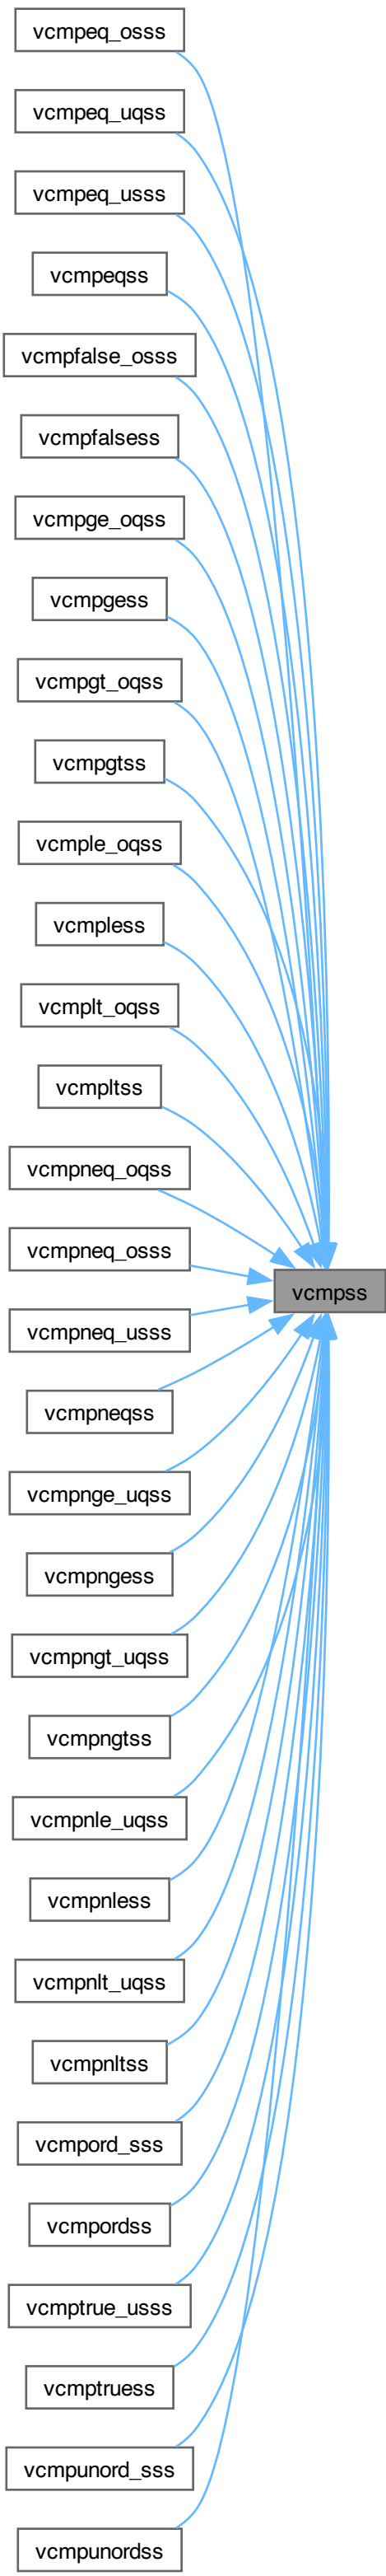 vcmpeq_osss
vcmpeq_uqss
vcmpeq_usss
vcmpeqss
vcmpfalse_osss
vcmpfalsess
vcmpge_oqss
vcmpgess
vcmpgt_oqss
vcmpgtss
vcmple_oqss
vcmpless
vcmplt_oqss
vcmpltss
vcmpneq_oqss
vcmpneq_osss
vcmpss
vcmpneq_usss
vcmpneqss
vcmpnge_uqss
vcmpngess
vcmpngt_uqss
vcmpngtss
vcmpnle_uqss
vcmpnless
vcmpnlt_uqss
vcmpnltss
vcmpord_sss
vcmpordss
vcmptrue_usss
vcmptruess
vcmpunord_sss
vcmpunordss